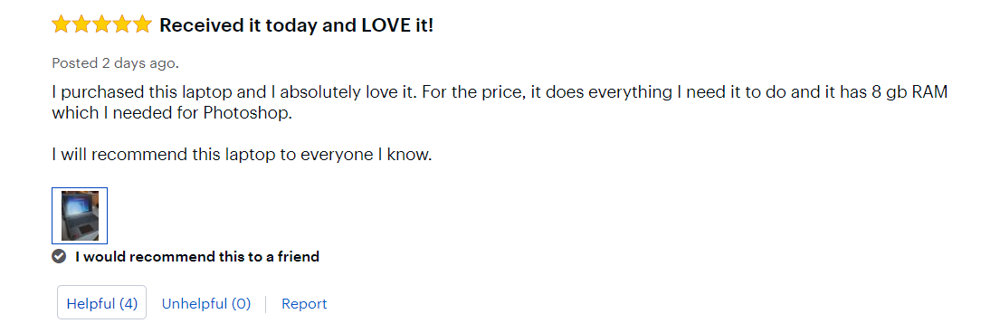 Received it today and LOVE it!
Posted 2 days ago.
I purchased this laptop and I absolutely love it. For the price, it does everything I need it to do and it has 8 gb RAM
which I needed for Photoshop.
I will recommend this laptop to everyone I know.
I would recommend this to a friend
Helpful (4) Unhelpful (0) Report